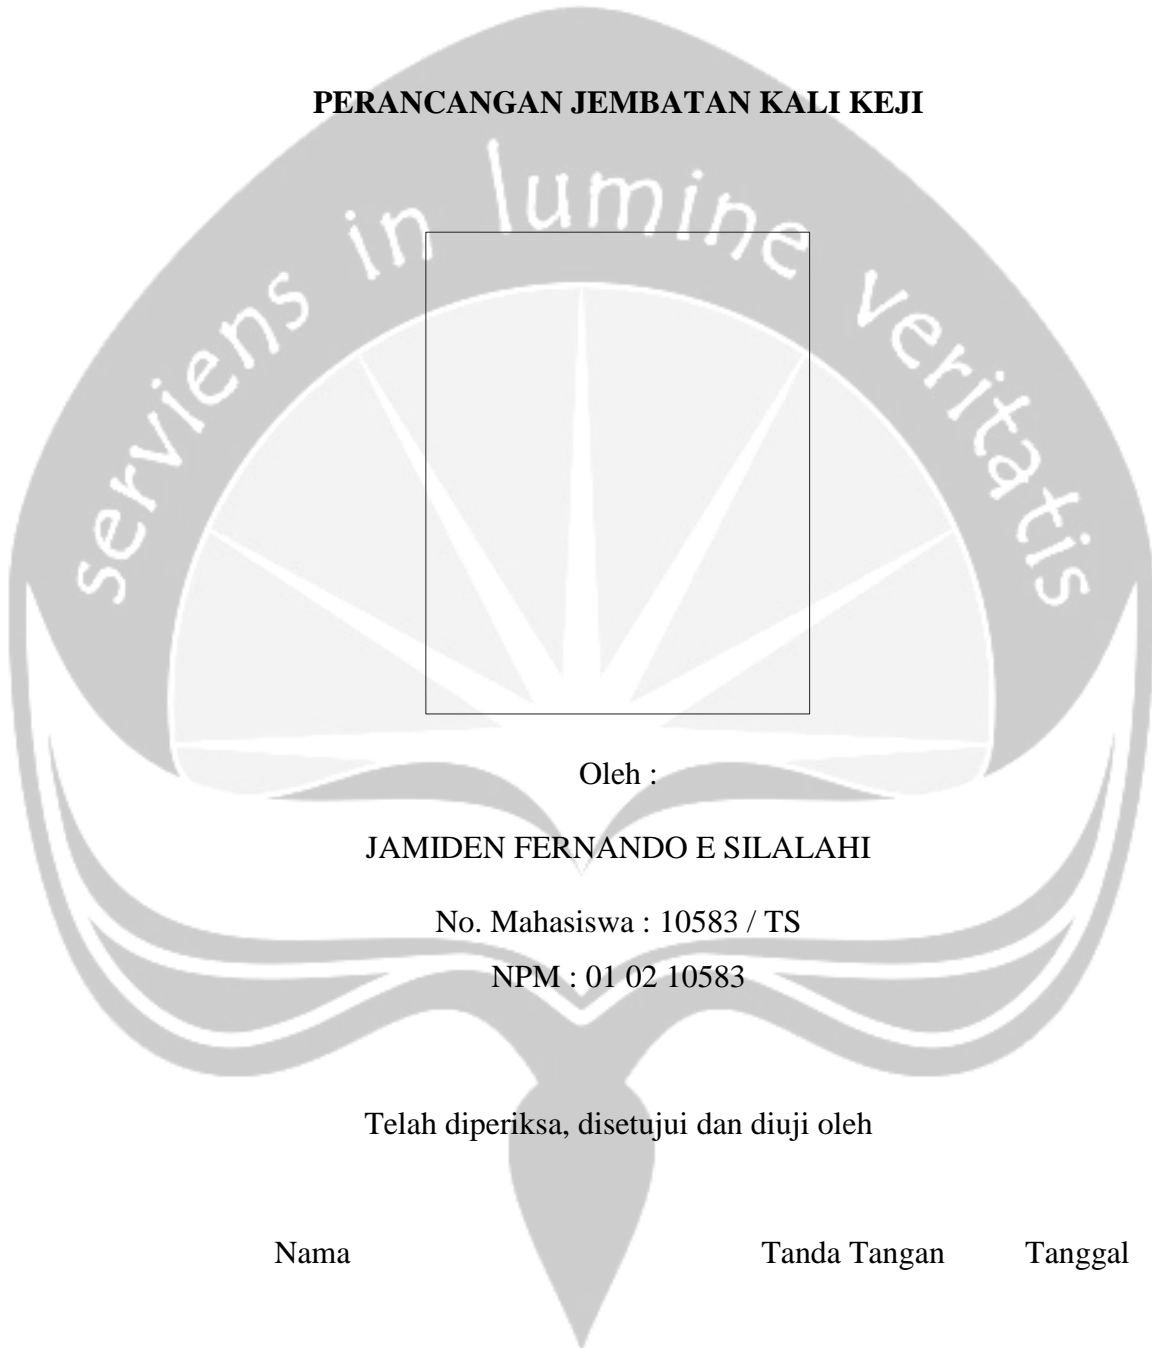 PERANCANGAN JEMBATAN KALI KEJI
serviens in lumine veritatis
Oleh :
JAMIDEN FERNANDO E SILALAHI
No. Mahasiswa : 10583 / TS
NPM : 01 02 10583
Telah diperiksa, disetujui dan diuji oleh
Nama Tanda Tangan Tanggal